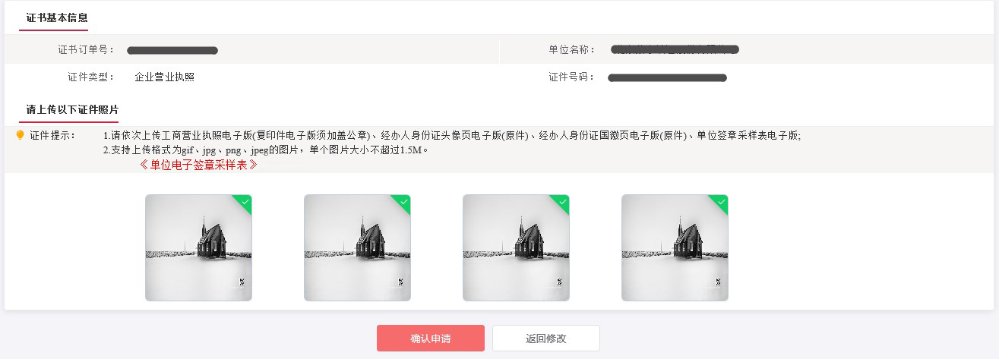 证书基本信息
证书订单号：
单位名称：
证件类型： 企业营业执照
证件号码：
请上传以下证件照片
证件提示： 1.请依次上传工商营业执照电子版(复印件电子版须加盖公章)、经办人身份证头像页电子版(原件)、经办人身份证国徽页电子版(原件)、单位签章采样表电子版;
2.支持上传格式为gif、jpg、png、jpeg的图片，单个图片大小不超过1.5M。
《单位电子签章采样表》
确认申请
返回修改